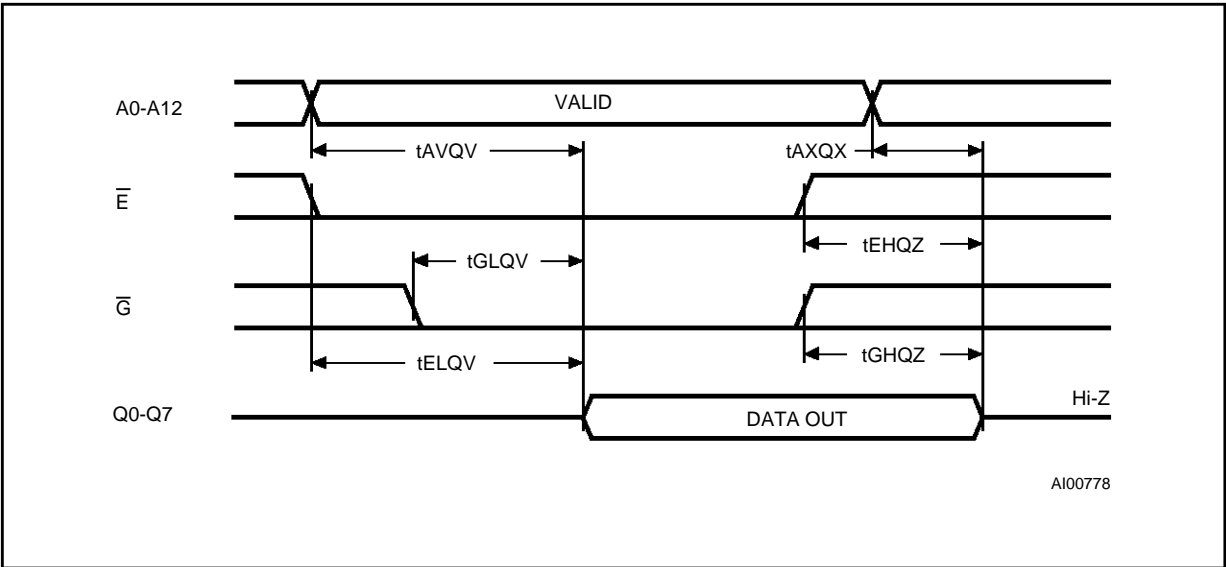 A0-A12
VALID
tAVQV
tAXQX
E̅
tEHQZ
tGLQV
G̅
tGHQZ
tELQV
Hi-Z
Q0-Q7
DATA OUT
AI00778